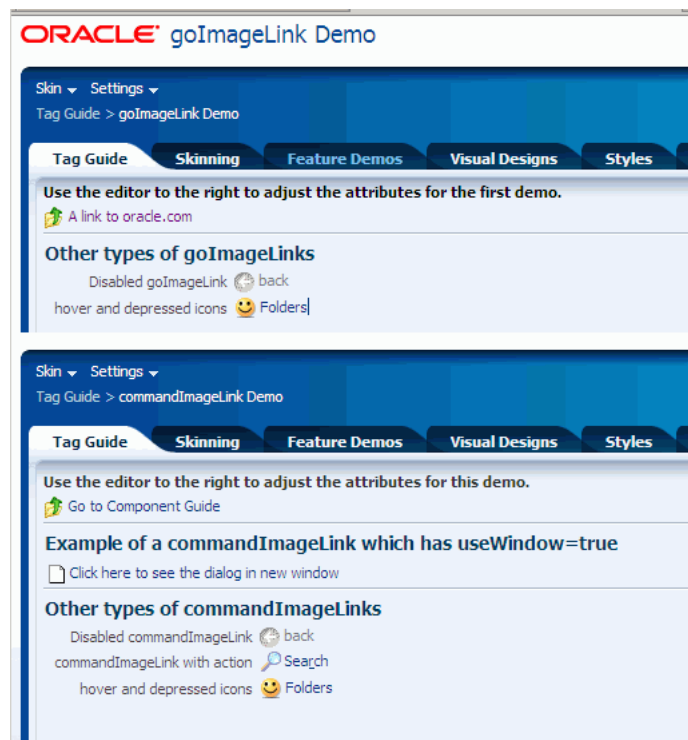 ORACLE goImageLink Demo
Skin Settings
Tag Guide > goImageLink Demo
Tag Guide Skinning Feature Demos Visual Designs Styles
Use the editor to the right to adjust the attributes for the first demo.
A link to oracle.com
Other types of goImageLinks
Disabled goImageLink back
hover and depressed icons Folders
Skin Settings
Tag Guide > commandImageLink Demo
Tag Guide Skinning Feature Demos Visual Designs Styles
Use the editor to the right to adjust the attributes for this demo.
Go to Component Guide
Example of a commandImageLink which has useWindow=true
Click here to see the dialog in new window
Other types of commandImageLinks
Disabled commandImageLink back
commandImageLink with action Search
hover and depressed icons Folders